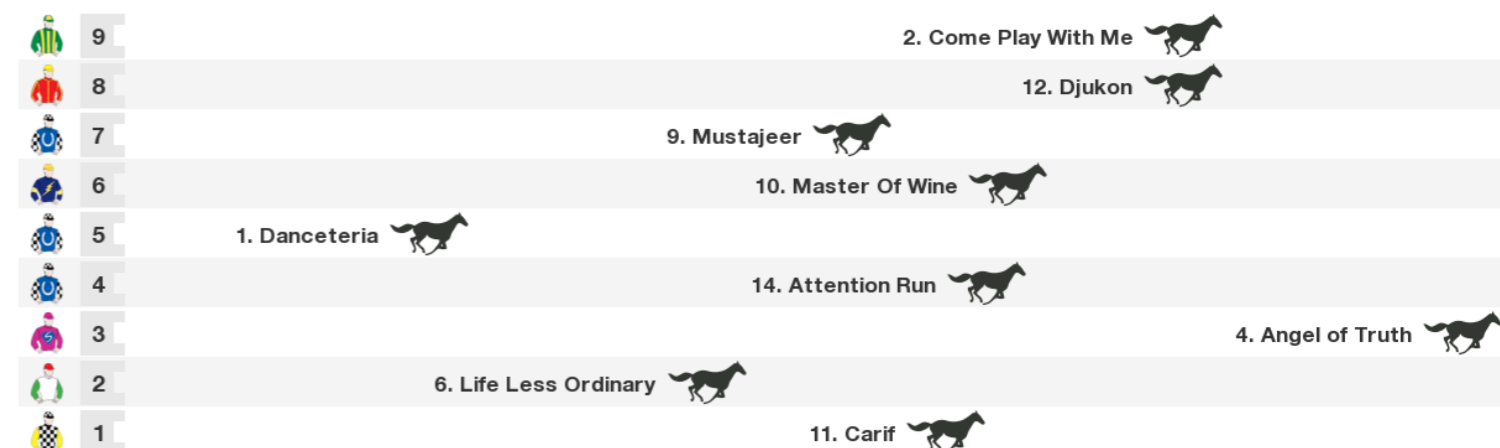 9 2. Come Play With Me
8 12. Djukon
7 9. Mustajeer
6 10. Master Of Wine
5 1. Danceteria
4 14. Attention Run
3 4. Angel of Truth
2 6. Life Less Ordinary
1 11. Carif